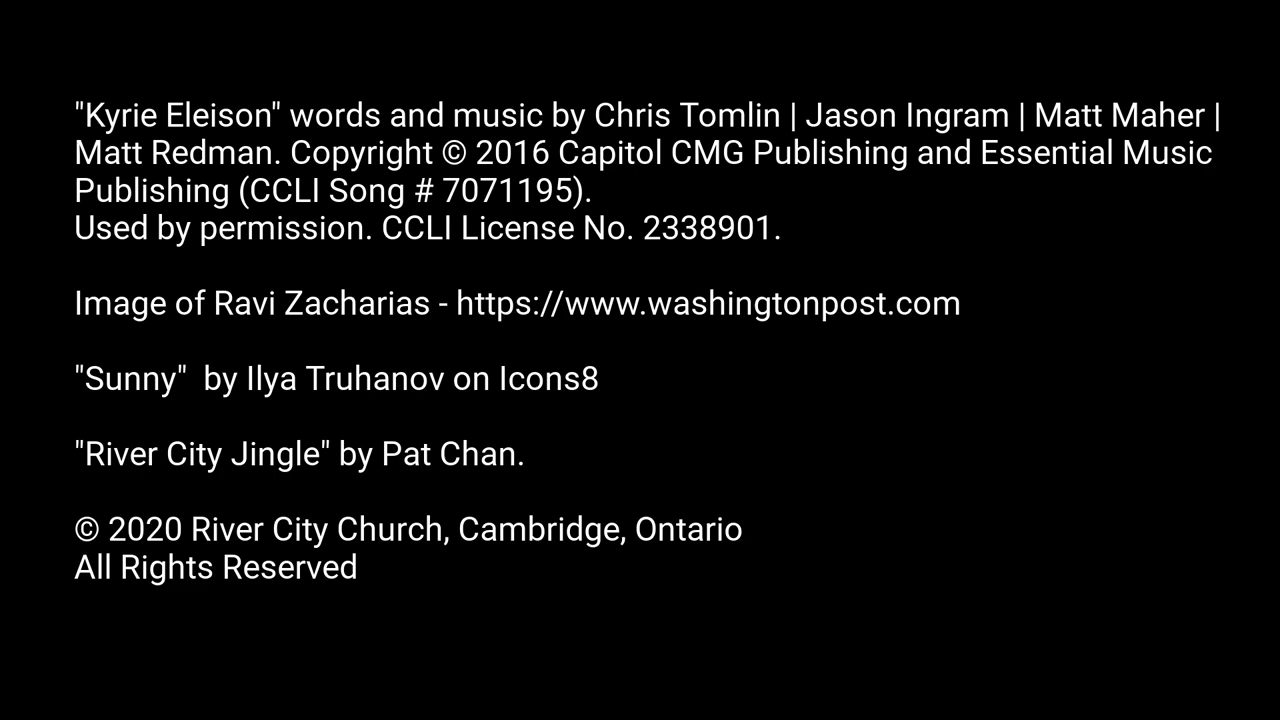 "Kyrie Eleison" words and music by Chris Tomlin | Jason Ingram | Matt Maher |
Matt Redman. Copyright © 2016 Capitol CMG Publishing and Essential Music
Publishing (CCLI Song # 7071195).
Used by permission. CCLI License No. 2338901.
Image of Ravi Zacharias - https://www.washingtonpost.com
"Sunny"  by Ilya Truhanov on Icons8
"River City Jingle" by Pat Chan.
© 2020 River City Church, Cambridge, Ontario
All Rights Reserved